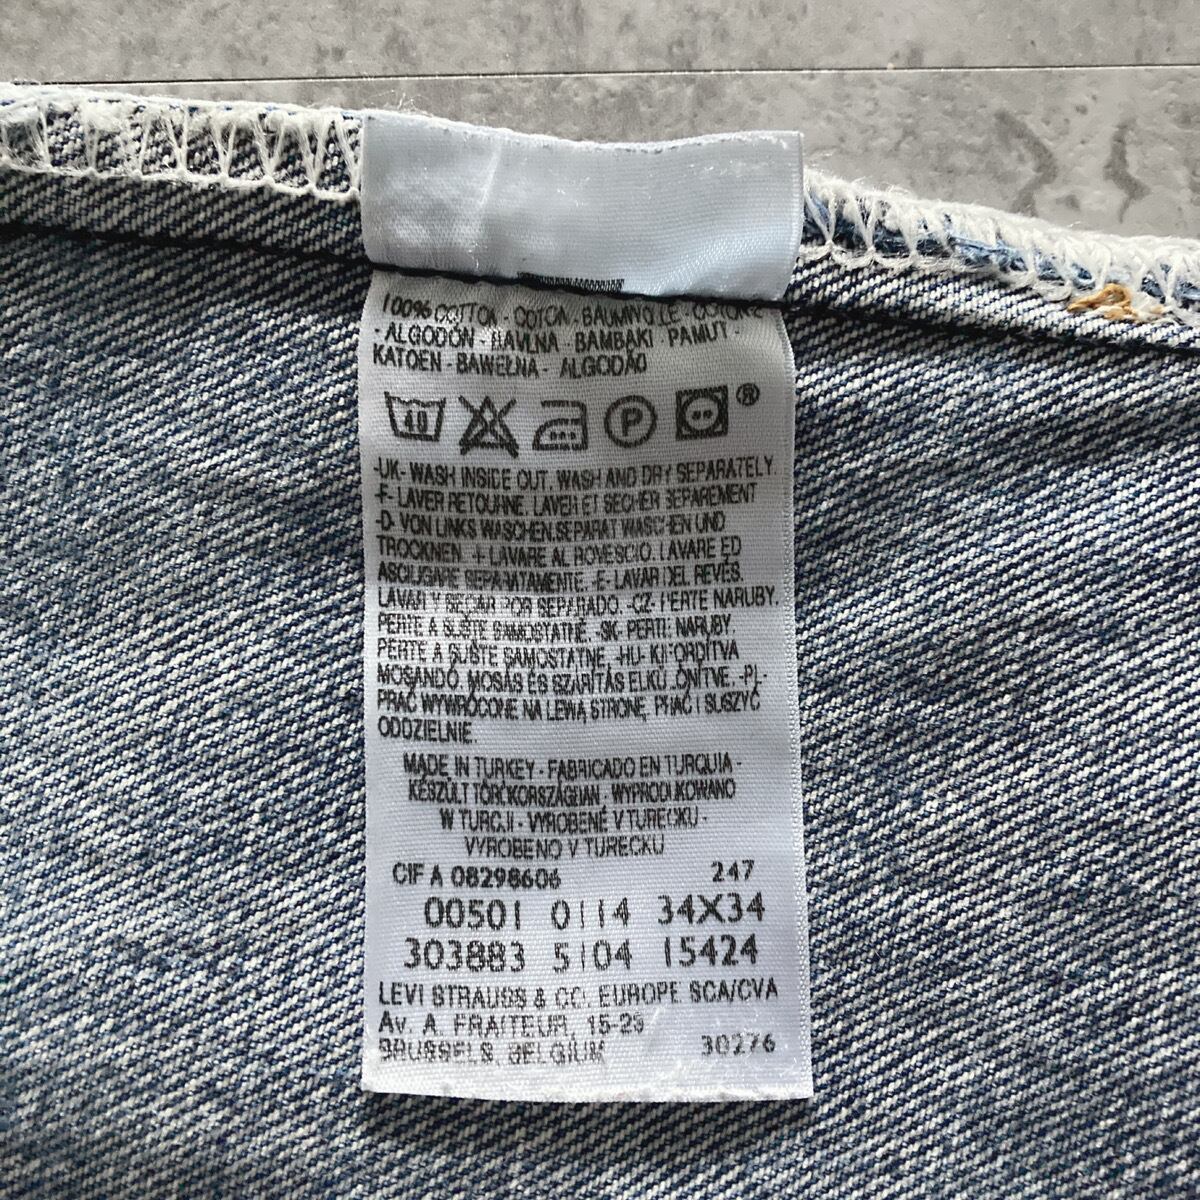 100% COTTON - COTON - BAUMWOLLE - COTONE
- ALGODÓN - BAVLNA - BAMBAKI - PAMUT -
KATOEN - BAWEŁNA - ALGODÃO
40 P ®
-UK- WASH INSIDE OUT. WASH AND DRY SEPARATELY
-F- LAVER RETOURNE. LAVER ET SECHER SEPAREMENT
-D- VON LINKS WASCHEN. SEPARAT WASCHEN UND
TROCKNEN -I- LAVARE AL ROVESCIO. LAVARE ED
ASCIUGARE SEPARATAMENTE. -E- LAVAR DEL REVÉS.
LAVAR Y SECAR POR SEPARADO. -CZ- PERTE NARUBY.
PERTE A SUŠTE SAMOSTATNĚ. -SK- PERTE NARUBY.
PERTE A SUŠTE SAMOSTATNE. -HU- KIFORDÍTVA
MOSANDÓ. MOSÁS ÉS SZÁRÍTÁS ELKÜLÖNÍTVE. -PL-
PRAĆ WYWRÓCONE NA LEWĄ STRONĘ, PRAĆ I SUSZYĆ
ODDZIELNIE.
MADE IN TURKEY - FABRICADO EN TURQUIA -
KÉSZÜLT TÖRÖKORSZÁGBAN - WYPRODUKOWANO
W TURCJI - VYROBENÉ V TURECKU -
VYROBENO V TURECKU
CIF A 08298606 247
00501 0114 34X34
303883 5104 15424
LEVI STRAUSS & CO. EUROPE SCA/CVA
Av. A. FRAITEUR, 15-23
BRUSSELS, BELGIUM 30276